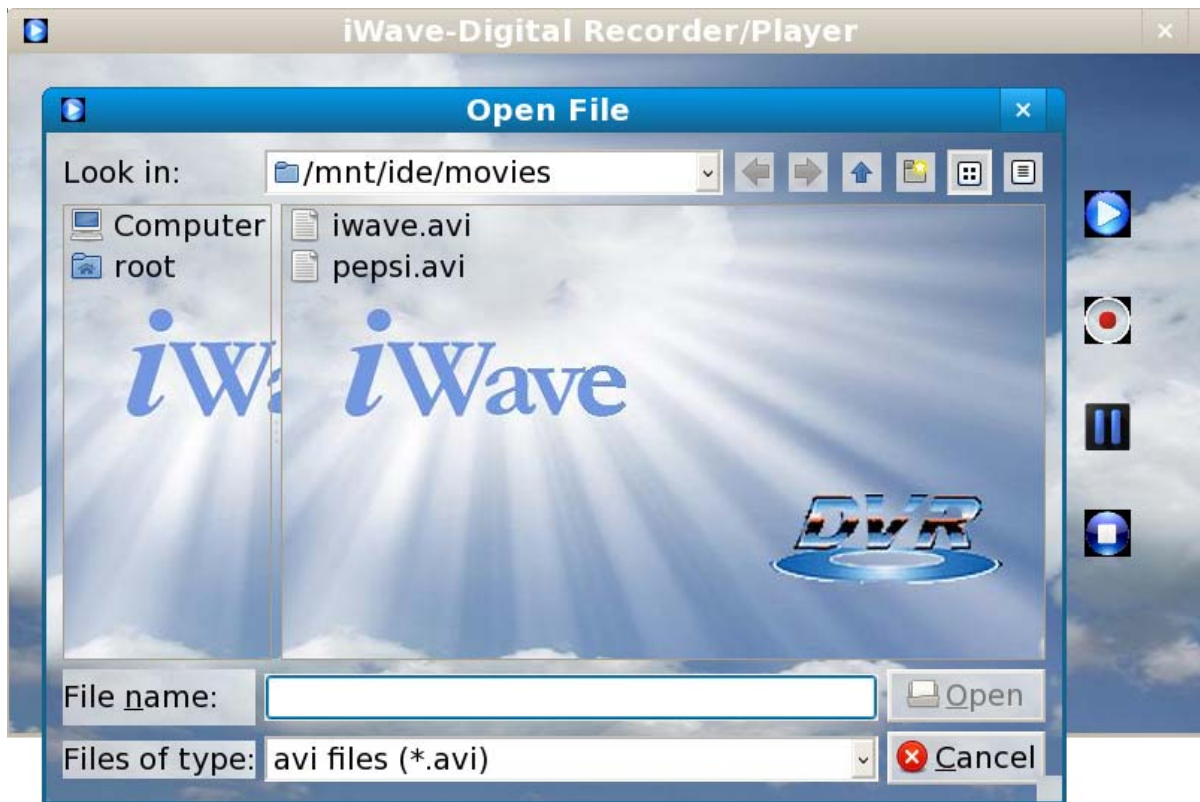 iWave-Digital Recorder/Player
Open File
Look in:
/mnt/ide/movies
Computer
root
iwave.avi
pepsi.avi
iWa
iWave
DVR
File name:
Open
Files of type:
avi files (*.avi)
Cancel